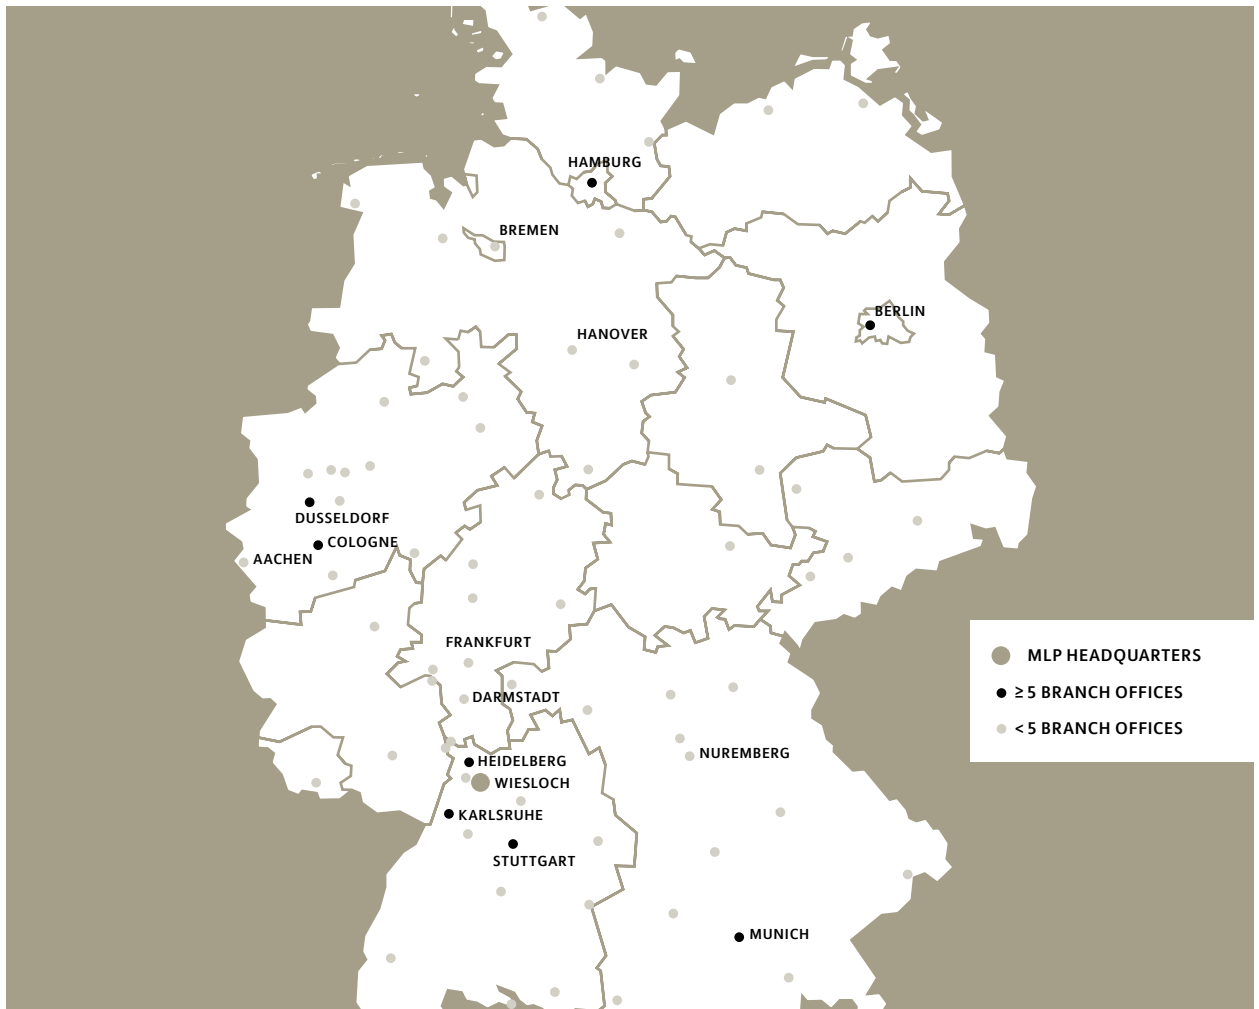 HAMBURG
BREMEN
BERLIN
HANOVER
DUSSELDORF
COLOGNE
AACHEN
FRANKFURT
MLP HEADQUARTERS
≥ 5 BRANCH OFFICES
DARMSTADT
< 5 BRANCH OFFICES
NUREMBERG
HEIDELBERG
WIESLOCH
KARLSRUHE
STUTTGART
MUNICH